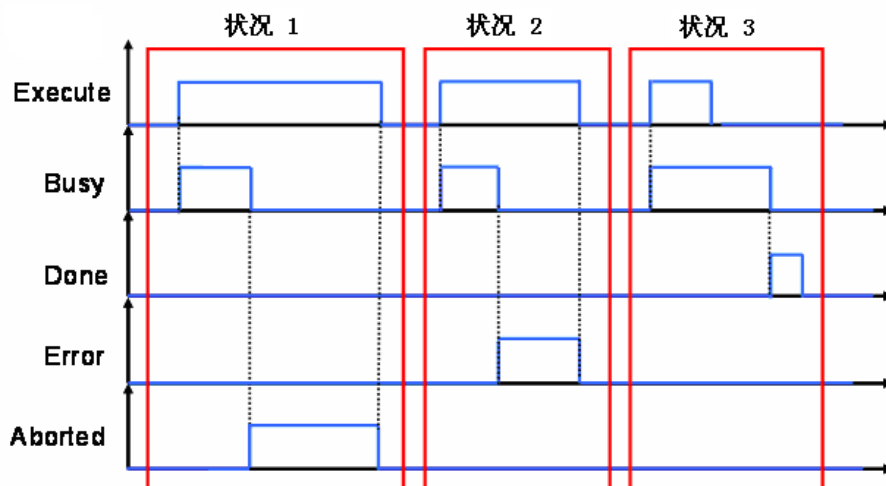 状况 1
状况 2
状况 3
Execute
Busy
Done
Error
Aborted